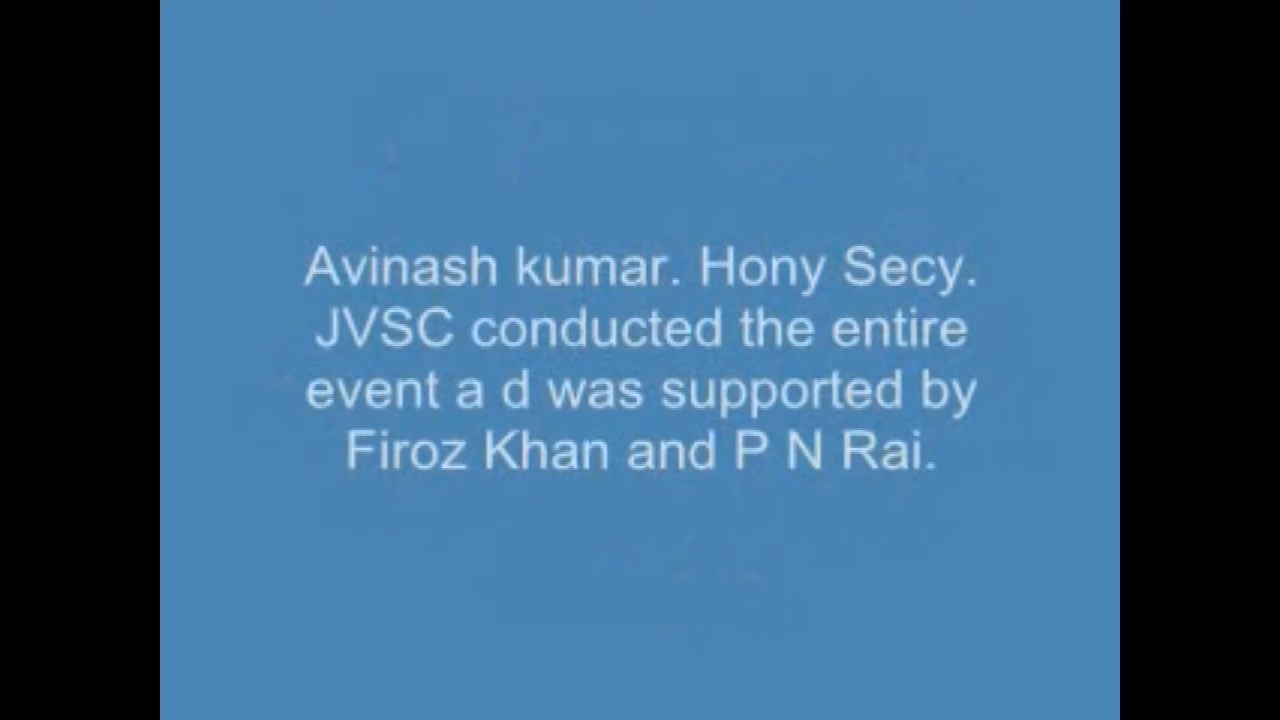 Avinash kumar. Hony Secy.
JVSC conducted the entire
event a d was supported by
Firoz Khan and P N Rai.